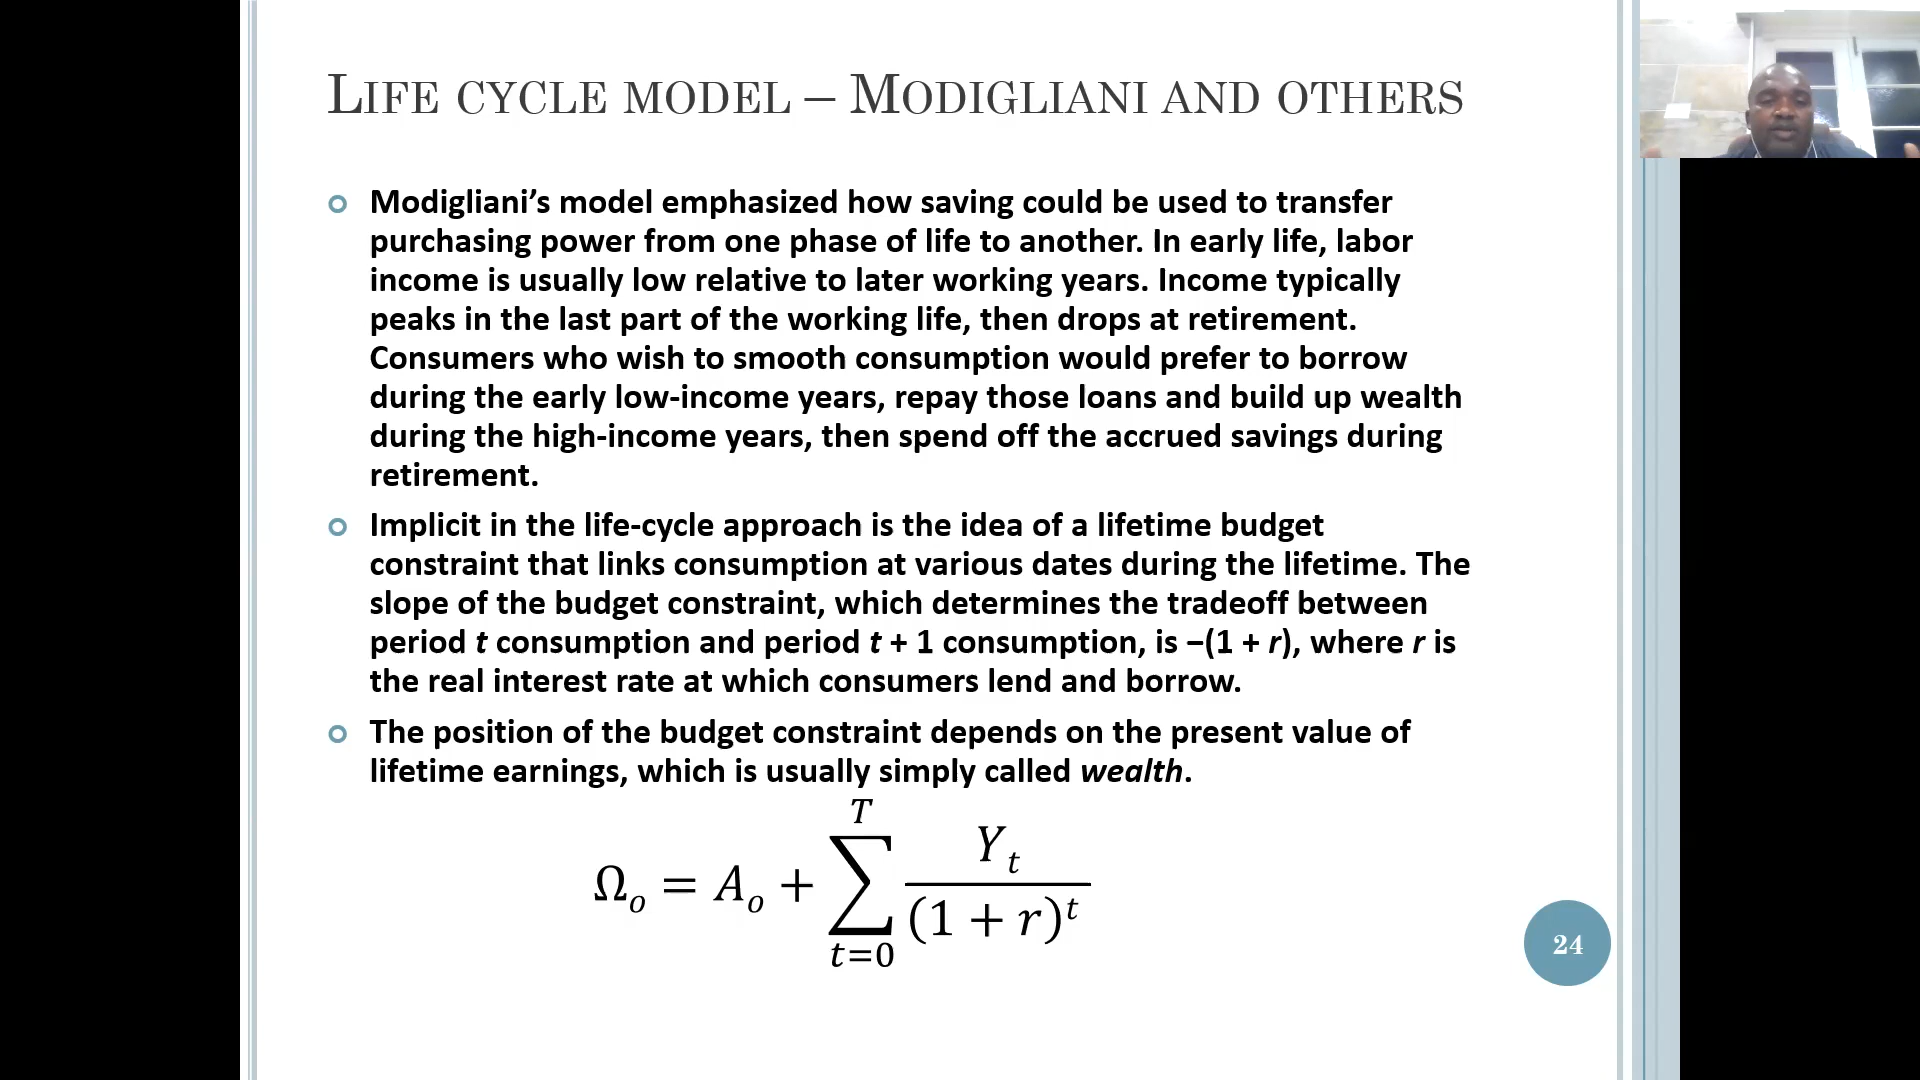 LIFE CYCLE MODEL – MODIGLIANI AND OTHERS
Modigliani’s model emphasized how saving could be used to transfer
purchasing power from one phase of life to another. In early life, labor
income is usually low relative to later working years. Income typically
peaks in the last part of the working life, then drops at retirement.
Consumers who wish to smooth consumption would prefer to borrow
during the early low-income years, repay those loans and build up wealth
during the high-income years, then spend off the accrued savings during
retirement.
Implicit in the life-cycle approach is the idea of a lifetime budget
constraint that links consumption at various dates during the lifetime. The
slope of the budget constraint, which determines the tradeoff between
period t consumption and period t + 1 consumption, is −(1 + r), where r is
the real interest rate at which consumers lend and borrow.
The position of the budget constraint depends on the present value of
lifetime earnings, which is usually simply called wealth.
Ω_o = A_o + ∑_{t=0}^{T} Y_t / (1 + r)^t
24